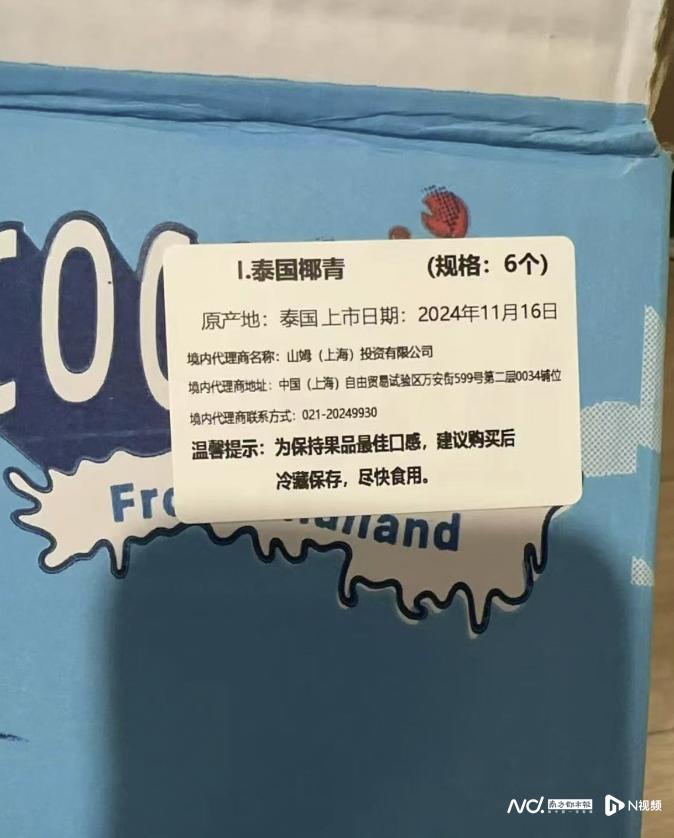 I.泰国椰青 (规格：6个)
原产地：泰国 上市日期：2024年11月16日
境内代理商名称：山姆（上海）投资有限公司
境内代理商地址：中国（上海）自由贸易试验区万安街599号第二层0034铺位
境内代理商联系方式：021-20249930
温馨提示：为保持果品最佳口感，建议购买后
冷藏保存，尽快食用。
N视频